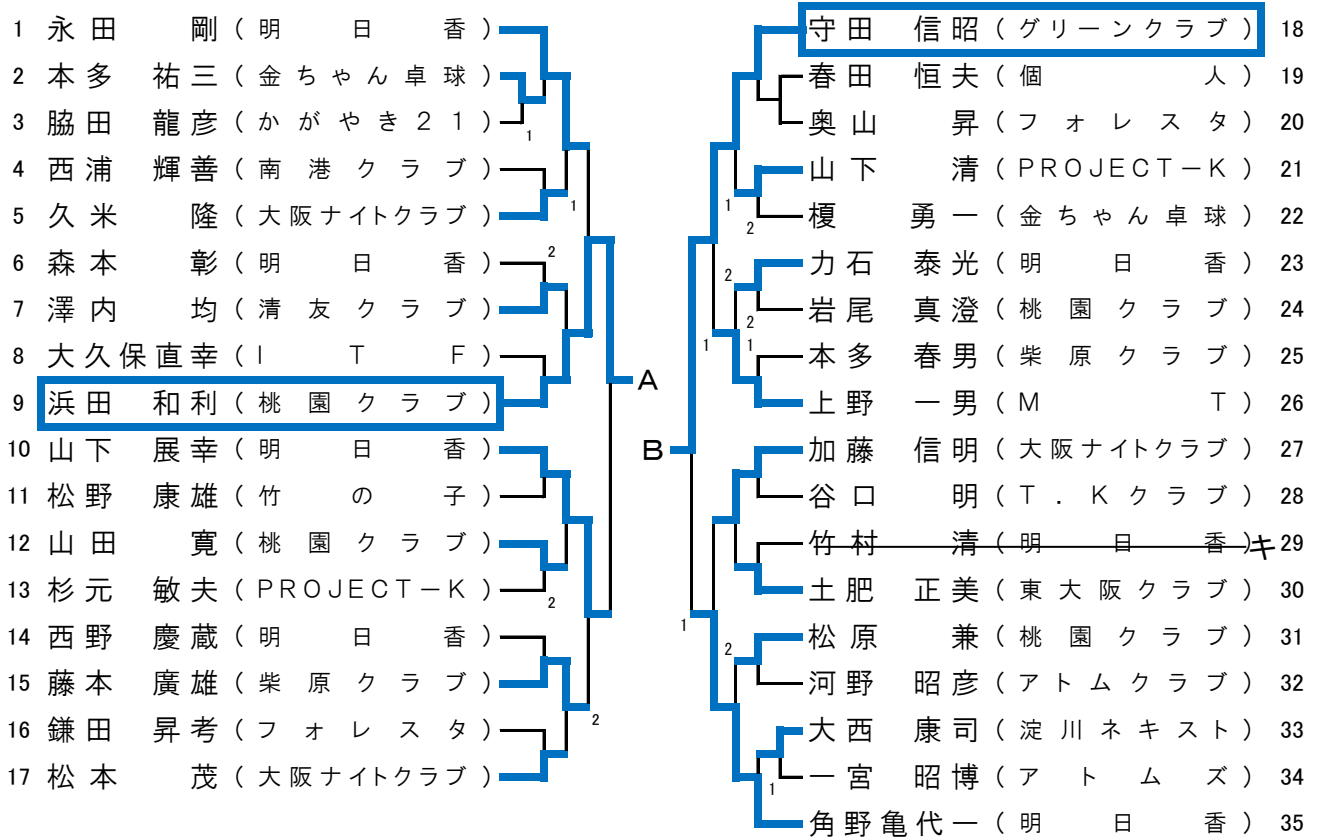 1 永田 剛 (明日香)
2 本多 祐三 (金ちゃん卓球)
3 脇田 龍彦 (かがやき21)
1
4 西浦 輝善 (南港クラブ)
5 久米 隆 (大阪ナイトクラブ)
1
6 森本 彰 (明日香)
2
7 澤内 均 (清友クラブ)
8 大久保直幸 (ITF)
A
9 浜田 和利 (桃園クラブ)
10 山下 展幸 (明日香)
11 松野 康雄 (竹の子)
12 山田 寛 (桃園クラブ)
13 杉元 敏夫 (PROJECT-K)
2
14 西野 慶蔵 (明日香)
15 藤本 廣雄 (柴原クラブ)
2
16 鎌田 昇考 (フォレスタ)
17 松本 茂 (大阪ナイトクラブ)
守田 信昭 (グリーンクラブ) 18
春田 恒夫 (個人) 19
奥山 昇 (フォレスタ) 20
山下 清 (PROJECT-K) 21
1
榎 勇一 (金ちゃん卓球) 22
2
力石 泰光 (明日香) 23
2
岩尾 真澄 (桃園クラブ) 24
2
1 1
本多 春男 (柴原クラブ) 25
上野 一男 (MT) 26
B
加藤 信明 (大阪ナイトクラブ) 27
谷口 明 (T.Kクラブ) 28
竹村 清 (明日香) キ 29
土肥 正美 (東大阪クラブ) 30
1
松原 兼 (桃園クラブ) 31
2
河野 昭彦 (アトムクラブ) 32
大西 康司 (淀川ネキスト) 33
一宮 昭博 (アトムズ) 34
1
角野亀代一 (明日香) 35